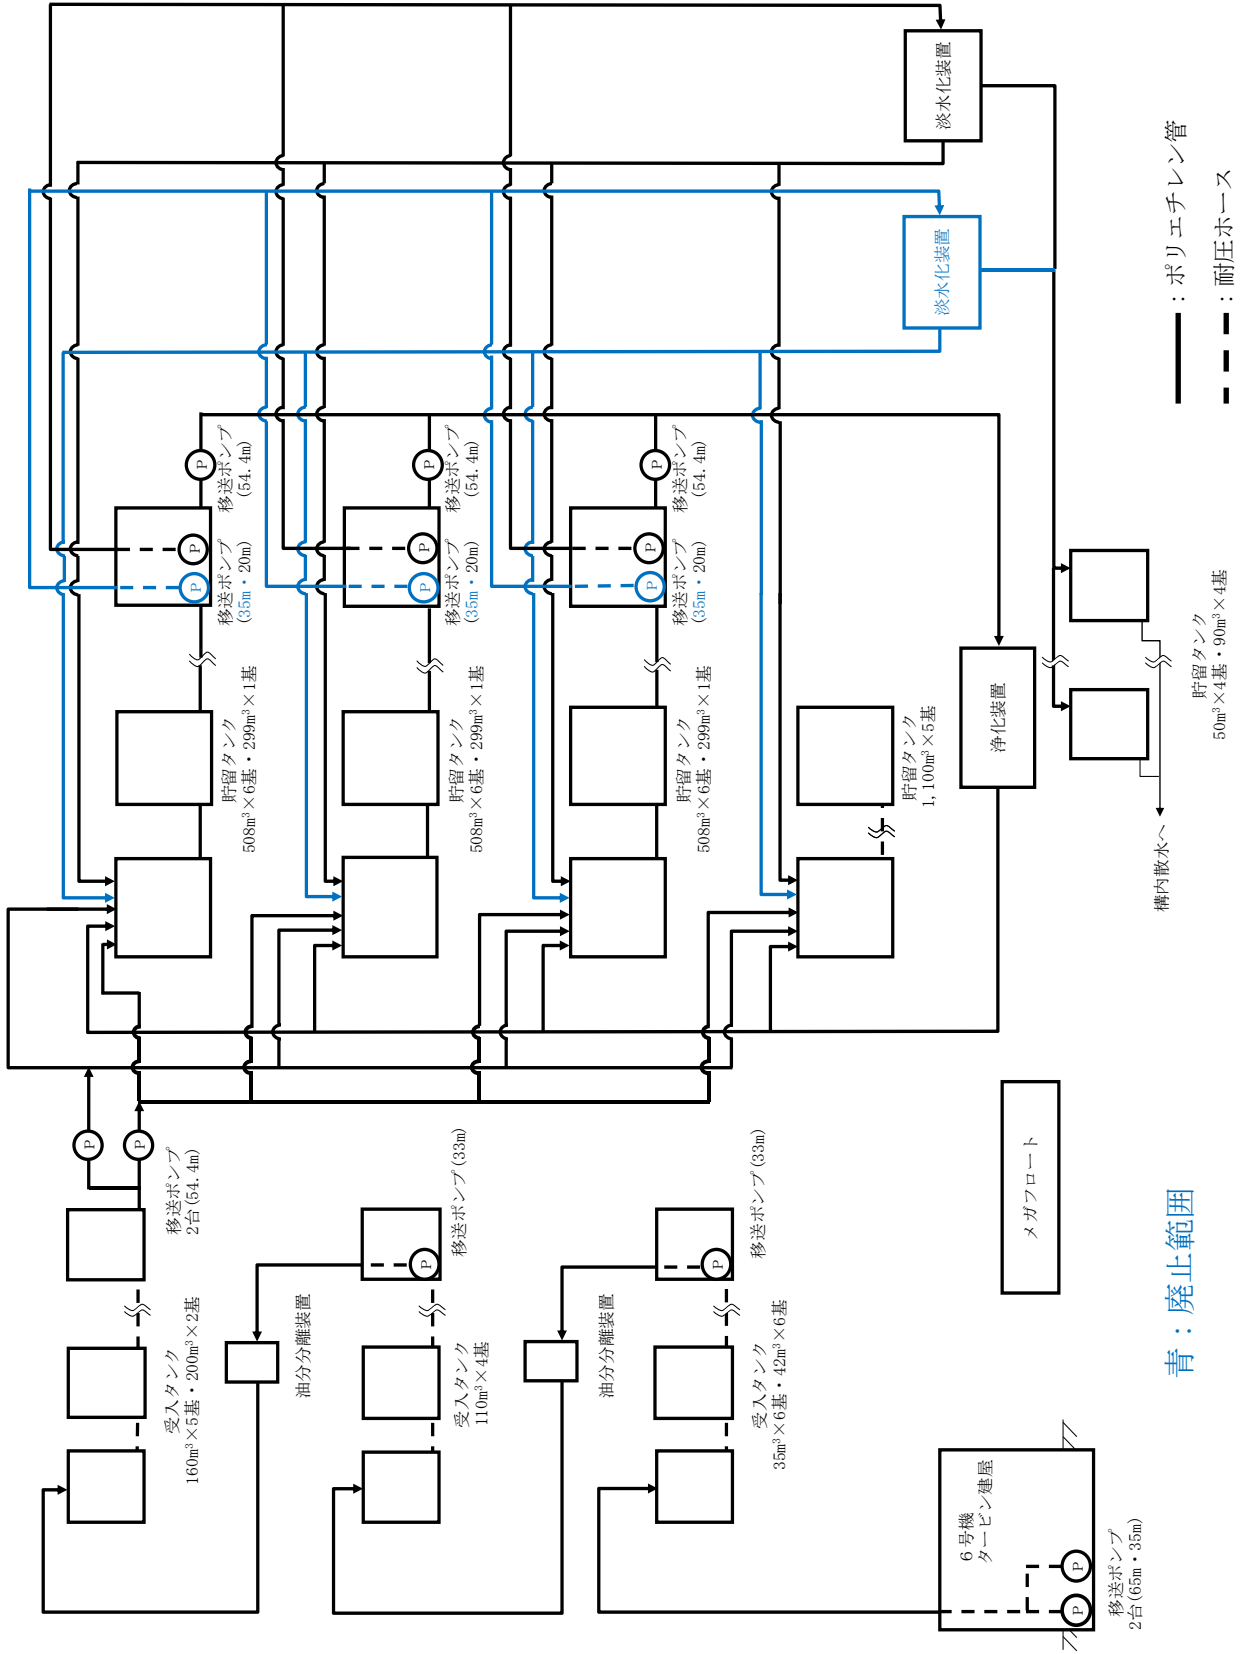 6号機
タービン建屋
P
P
移送ポンプ
2台(65m・35m)
受入タンク
35m³×6基・42m³×6基
P
移送ポンプ(33m)
油分分離装置
受入タンク
110m³×4基
P
移送ポンプ(33m)
油分分離装置
受入タンク
160m³×5基・200m³×2基
P
P
移送ポンプ
2台(54.4m)
メガフロート
貯留タンク
508m³×6基・299m³×1基
P
P
移送ポンプ
(35m・20m)
P
移送ポンプ
(54.4m)
貯留タンク
508m³×6基・299m³×1基
P
P
移送ポンプ
(35m・20m)
P
移送ポンプ
(54.4m)
貯留タンク
508m³×6基・299m³×1基
P
P
移送ポンプ
(35m・20m)
P
移送ポンプ
(54.4m)
貯留タンク
1,100m³×5基
浄化装置
淡水化装置
淡水化装置
貯留タンク
50m³×4基・90m³×4基
構内散水へ
青：廃止範囲
：ポリエチレン管
：耐圧ホース